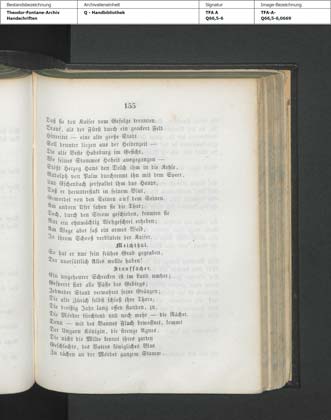 Bestandsbezeichnung
Theodor-Fontane-Archiv
Handschriften
Archivalieneinheit
Q - Handbibliothek
Signatur
TFA A
Q66,5-6
Image-Bezeichnung
TFA-A-
Q66,5-6,0669
155
Daß sie den Kaiser vom Gefolge trennten.
Drauf, als der Fürst durch ein geackert Feld
Hinreitet — eine alte große Stadt
Soll drunter liegen aus der Heidenzeit —
Die alte Veste Habsburg im Gesicht,
Wo seines Stammes Hoheit ausgegangen —
Stößt Herzog Hans den Dolch ihm in die Kehle,
Rudolph von Palm durchrennt ihn mit dem Speer,
Und Eschenbach zerspaltet ihm das Haupt,
Daß er heruntersinkt in seinem Blut,
Gemordet von den Seinen auf dem Seinen.
Am andern Ufer sahen sie die That;
Doch, durch den Strom geschieden, konnten sie
Nur ein ohnmächtig Wehgeschrei erheben;
Am Wege aber saß ein armes Weib,
In ihrem Schooß verblutete der Kaiser.
Melchthal.
So hat er nur sein frühes Grab gegraben,
Der unersättlich Alles wollte haben!
Stauffacher.
Ein ungeheurer Schrecken ist im Land umher;
Gesperrt sind alle Pässe des Gebirgs;
Jedweder Stand verwahret seine Gränzen;
Die alte Zürich selbst schloß ihre Thore,
Die dreißig Jahr lang offen standen, zu,
Die Mörder fürchtend und noch mehr — die Rächer.
Denn — mit des Bannes Fluch bewaffnet, kommt
Der Ungarn Königin, die strenge Agnes,
Die nicht die Milde kennet ihres zarten
Geschlechts, des Vaters königliches Blut
Zu rächen an der Mörder ganzem Stamm